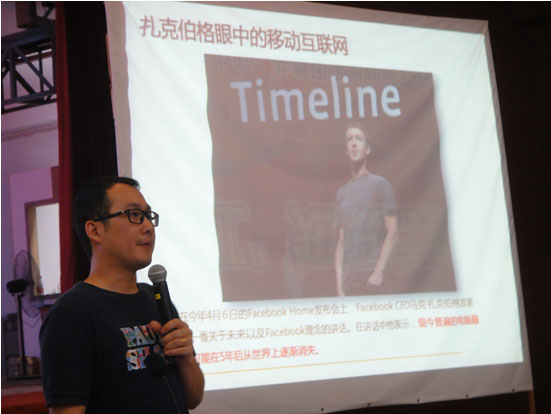 扎克伯格眼中的移动互联网
Timeline
在今年4月6日的Facebook Home发布会上，Facebook CEO马克 扎克伯格发表
一番关于未来以及Facebook理念的讲话。在讲话中他表示，现今普遍的电脑最
可能在5年后从世界上逐渐消失。